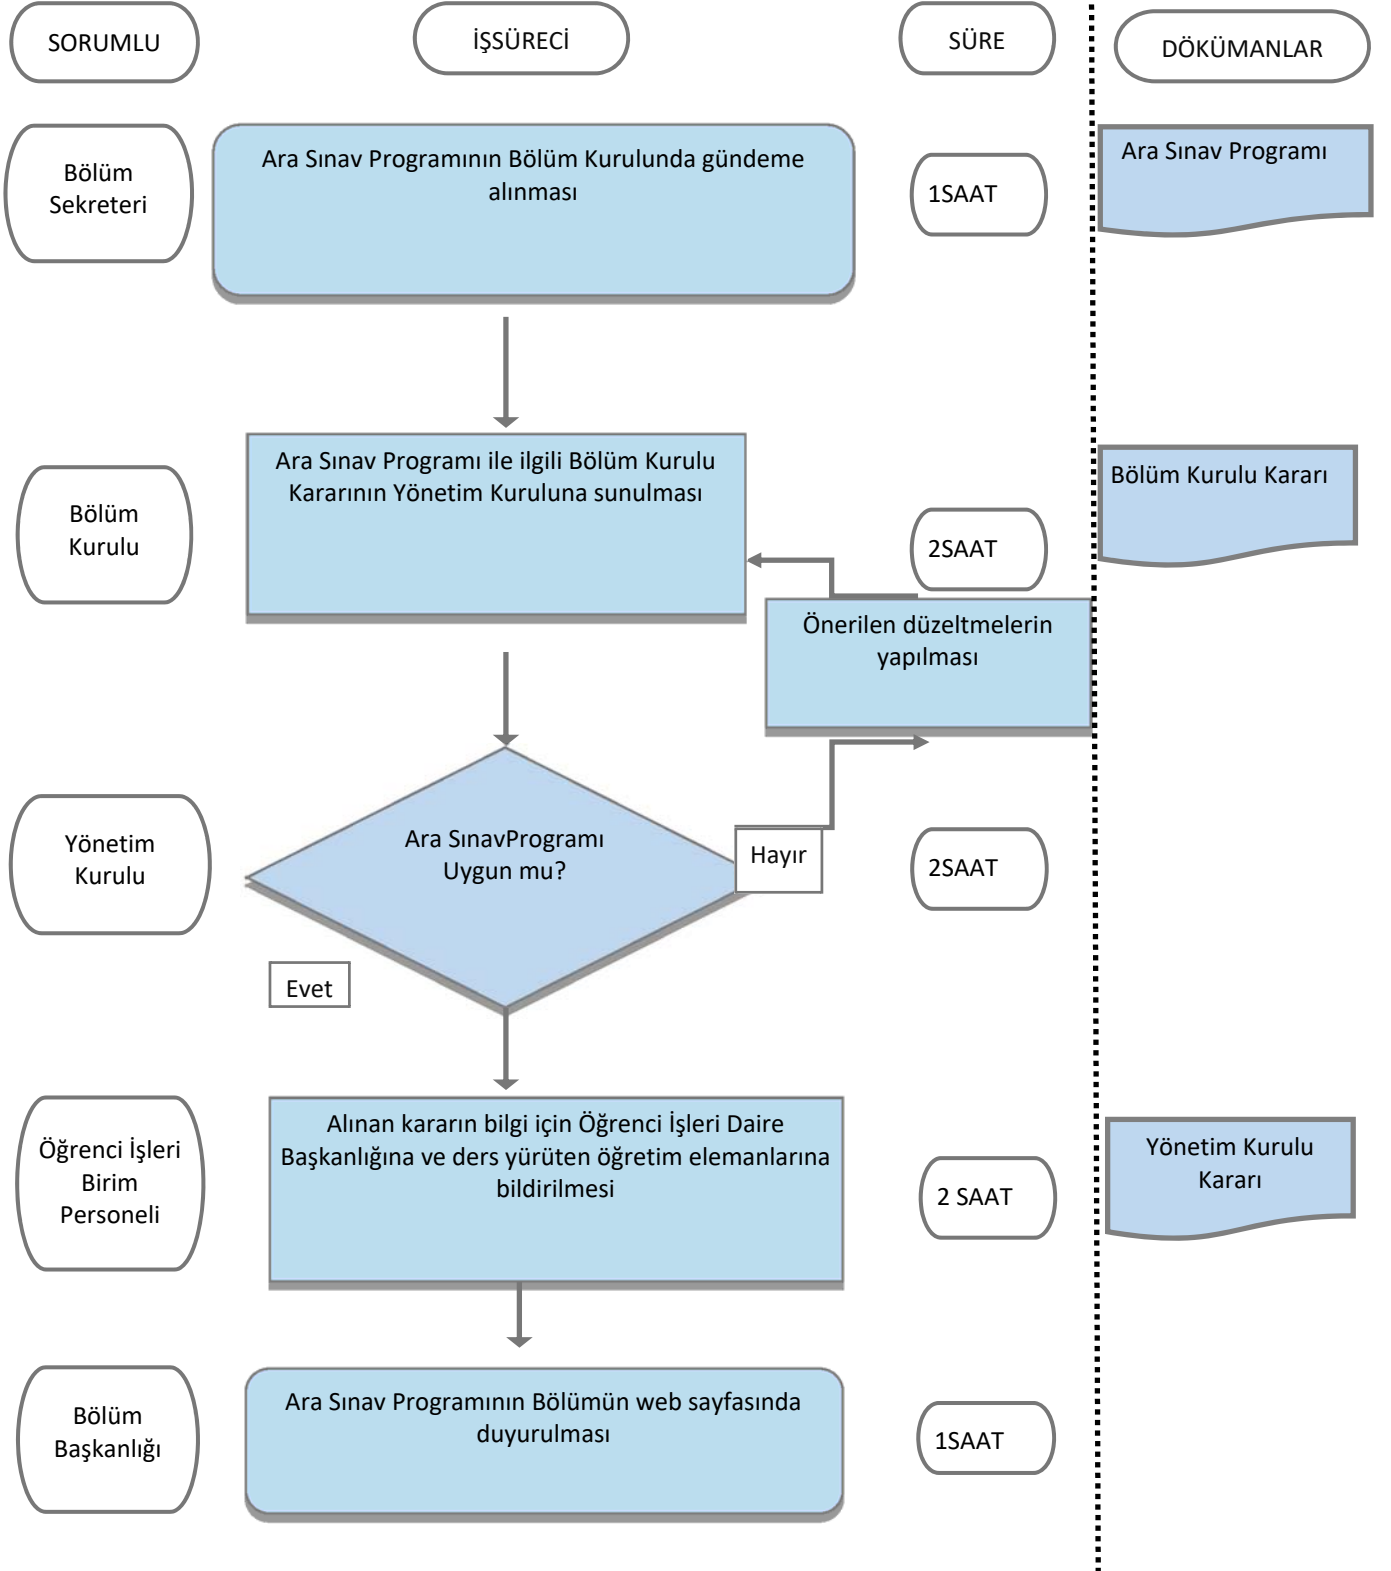 SORUMLU
İŞSÜRECİ
SÜRE
DÖKÜMANLAR
Bölüm
Sekreteri
Ara Sınav Programının Bölüm Kurulunda gündeme
alınması
1SAAT
Ara Sınav Programı
Bölüm
Kurulu
Ara Sınav Programı ile ilgili Bölüm Kurulu
Kararının Yönetim Kuruluna sunulması
2SAAT
Bölüm Kurulu Kararı
Önerilen düzeltmelerin
yapılması
Yönetim
Kurulu
Ara SınavProgramı
Uygun mu?
Hayır
2SAAT
Evet
Öğrenci İşleri
Birim
Personeli
Alınan kararın bilgi için Öğrenci İşleri Daire
Başkanlığına ve ders yürüten öğretim elemanlarına
bildirilmesi
2 SAAT
Yönetim Kurulu
Kararı
Bölüm
Başkanlığı
Ara Sınav Programının Bölümün web sayfasında
duyurulması
1SAAT